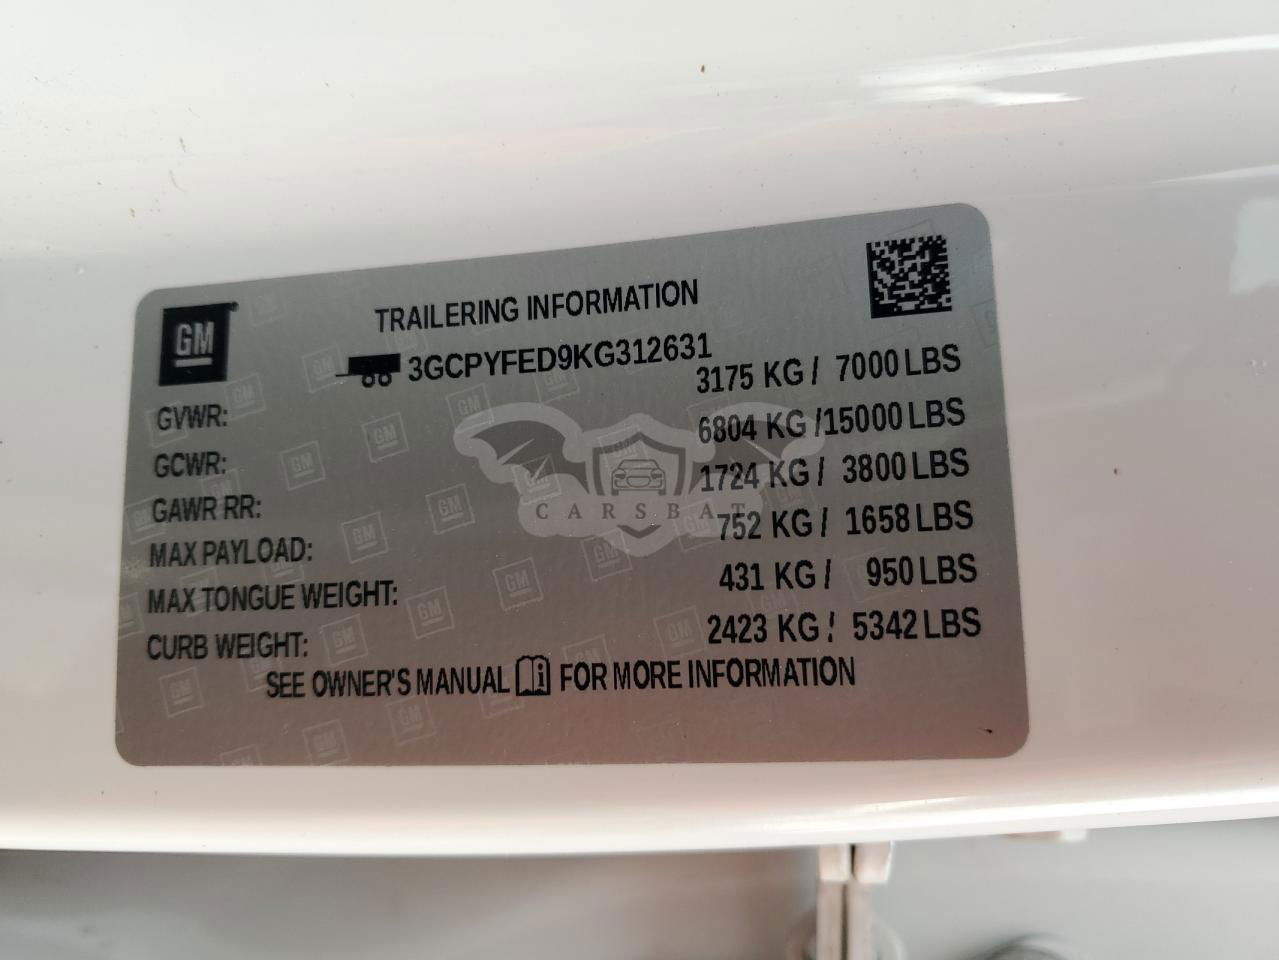 GM
TRAILERING INFORMATION
3GCPYFED9KG312631
GVWR: 3175 KG / 7000 LBS
GCWR: 6804 KG /15000 LBS
GAWR RR: 1724 KG / 3800 LBS
MAX PAYLOAD: 752 KG / 1658 LBS
MAX TONGUE WEIGHT: 431 KG / 950 LBS
CURB WEIGHT: 2423 KG / 5342 LBS
SEE OWNER'S MANUAL FOR MORE INFORMATION
CARSBAT